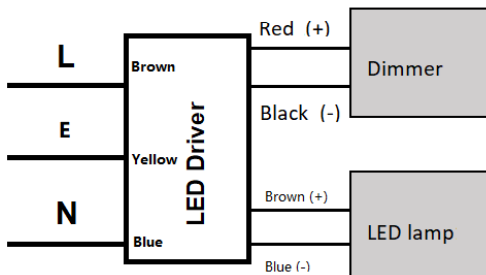 L
Brown
E
Yellow
N
Blue
LED Driver
Red (+)
Black (-)
Dimmer
Brown (+)
Blue (-)
LED lamp